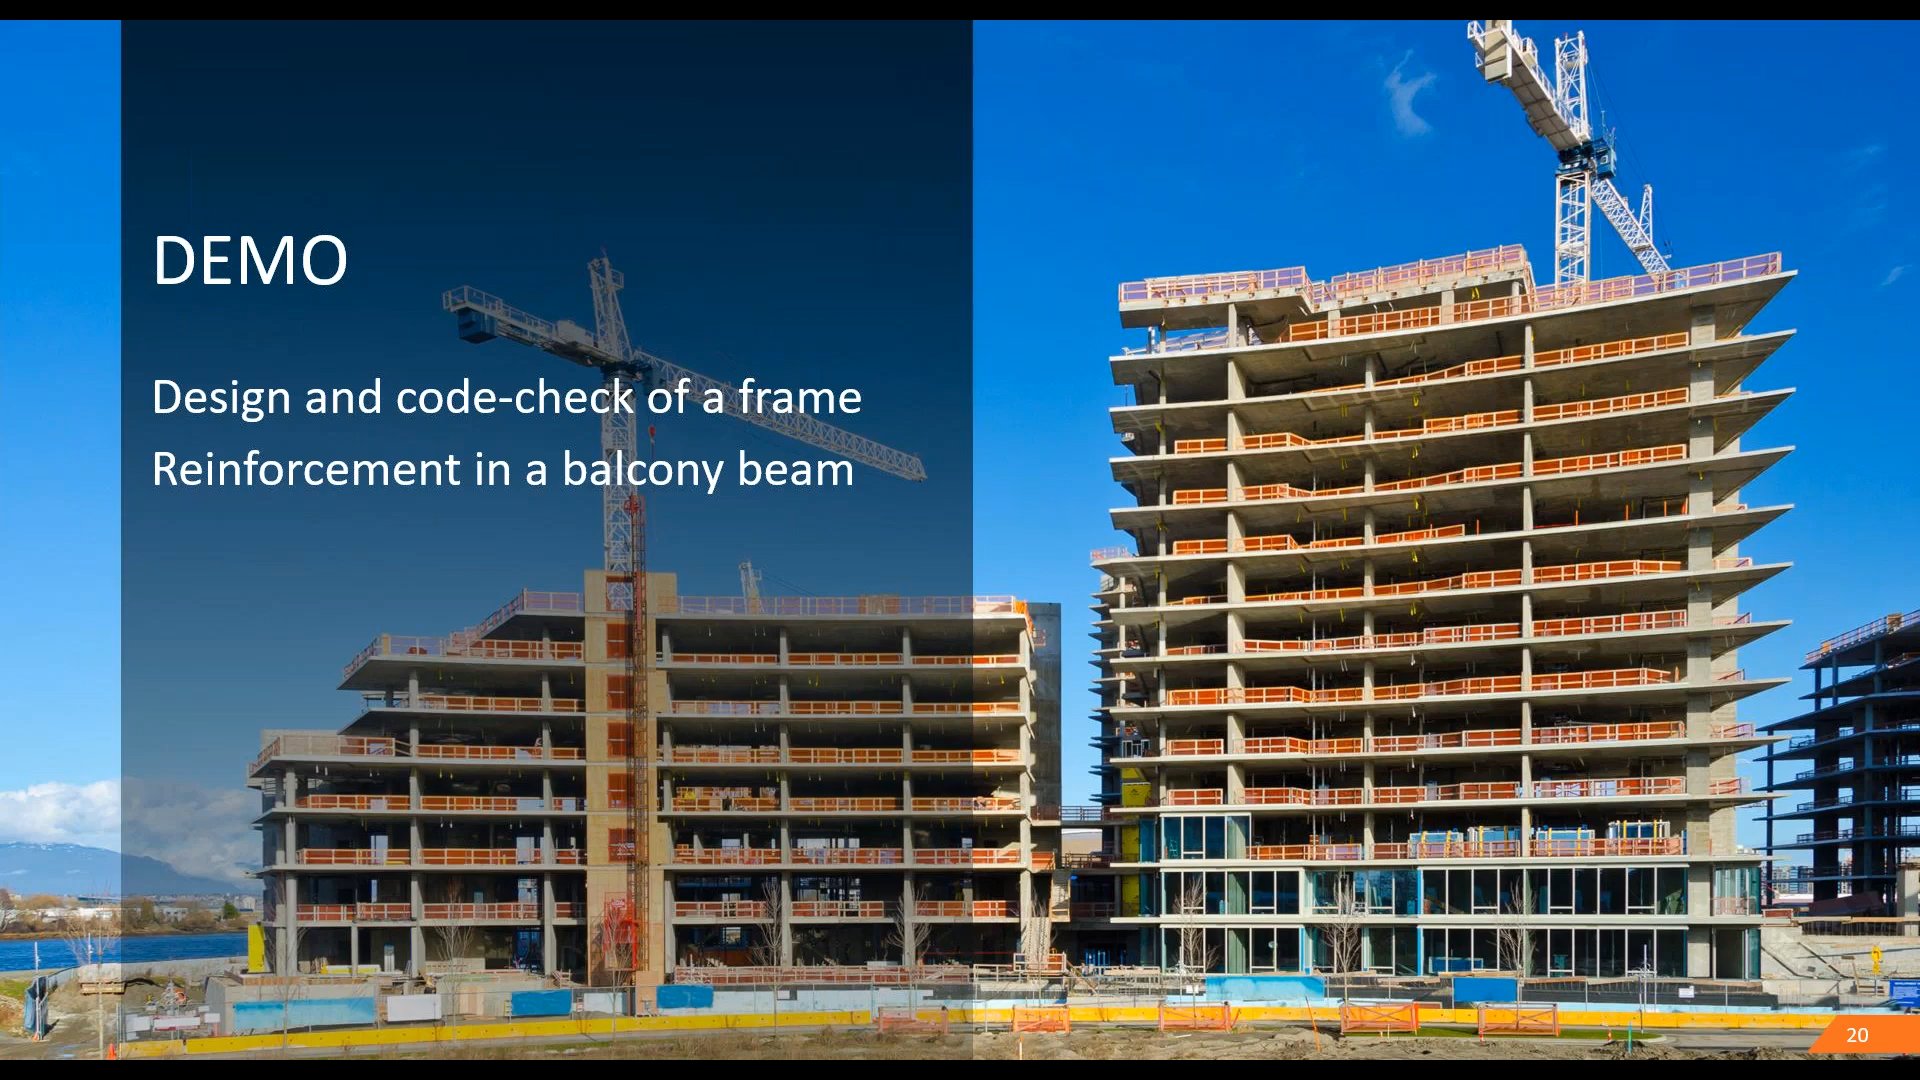 DEMO
Design and code-check of a frame
Reinforcement in a balcony beam
20